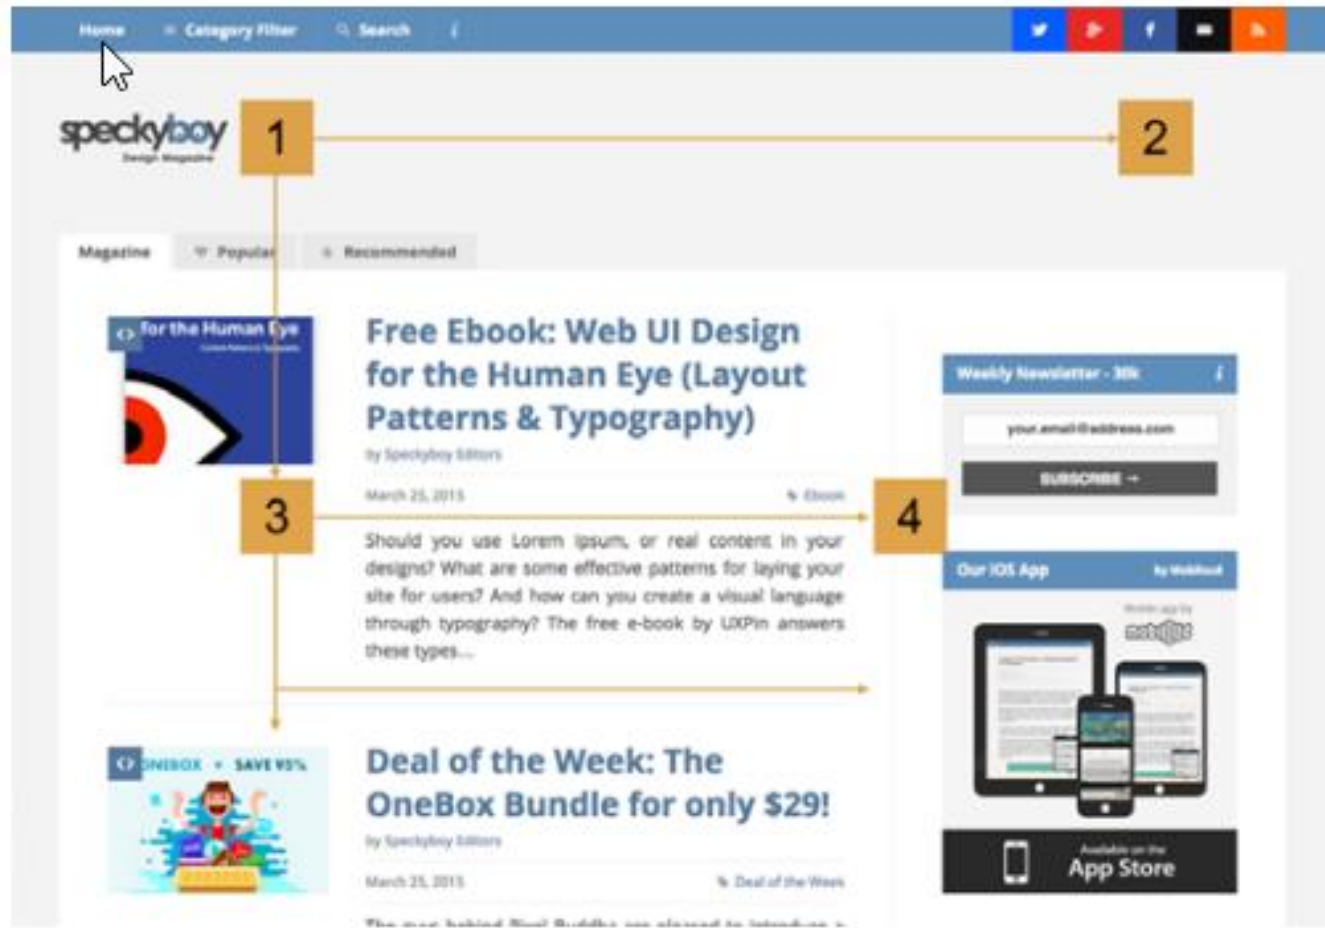 Home
Category Filter
Search
i
speckyboy
Design Magazine
1
2
Magazine
Popular
Recommended
for the Human Eye
Free Ebook: Web UI Design
for the Human Eye (Layout
Patterns & Typography)
by Speckyboy Editors
March 25, 2015
Ebook
3
4
Should you use Lorem Ipsum, or real content in your
designs? What are some effective patterns for laying your
site for users? And how can you create a visual language
through typography? The free e-book by UXPin answers
these types...
Weekly Newsletter - 30k
i
your.email@address.com
SUBSCRIBE →
Our iOS App
Mobile app by
ONEBOX + SAVE 95%
Deal of the Week: The
OneBox Bundle for only $29!
by Speckyboy Editors
March 25, 2015
Deal of the Week
Available on the
App Store